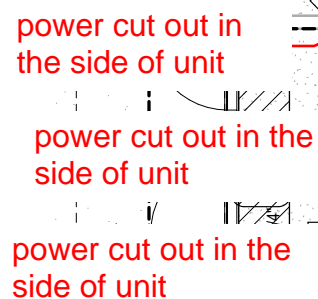 power cut out in
the side of unit
power cut out in the
side of unit
power cut out in the
side of unit